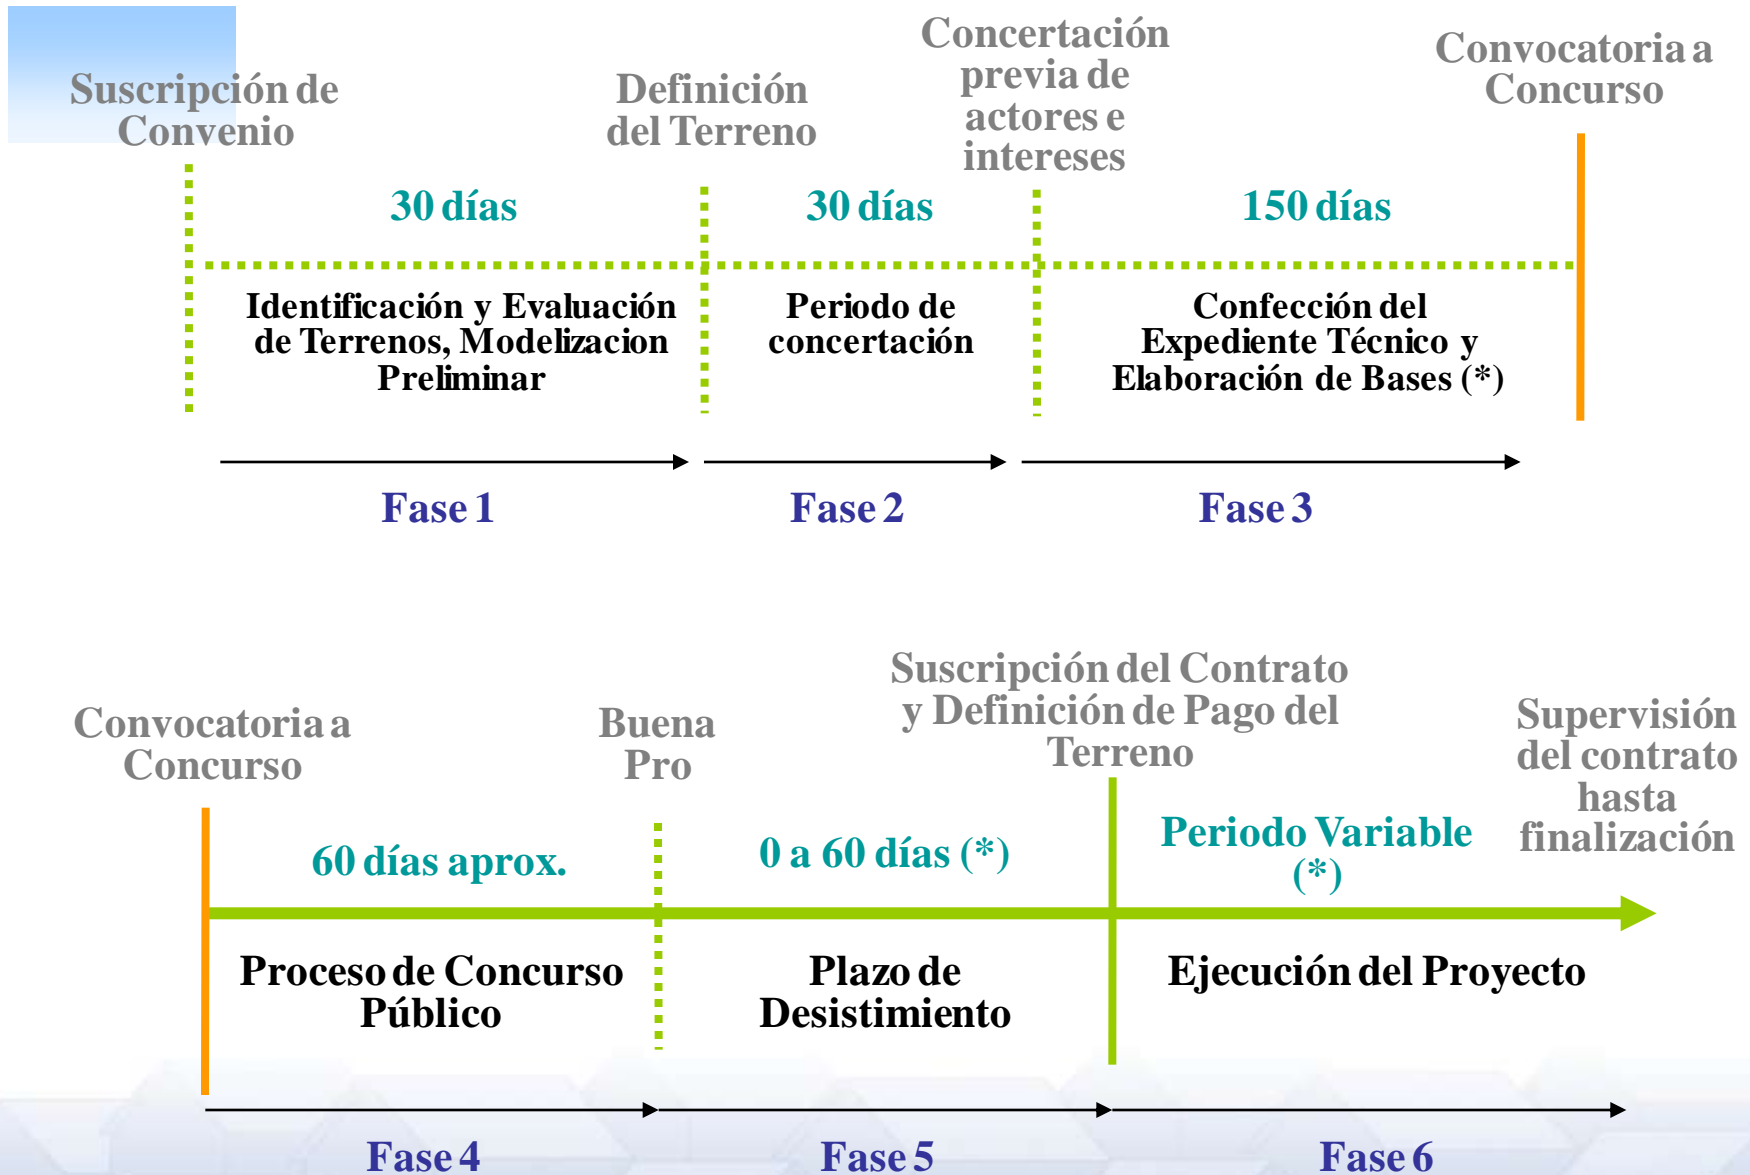 Suscripción de
Convenio
Definición
del Terreno
Concertación
previa de
actores e
intereses
Convocatoria a
Concurso
30 días
30 días
150 días
Identificación y Evaluación
de Terrenos, Modelizacion
Preliminar
Periodo de
concertación
Confección del
Expediente Técnico y
Elaboración de Bases (*)
Fase 1
Fase 2
Fase 3
Convocatoria a
Concurso
Buena
Pro
Suscripción del Contrato
y Definición de Pago del
Terreno
Supervisión
del contrato
hasta
finalización
60 días aprox.
0 a 60 días (*)
Periodo Variable
(*)
Proceso de Concurso
Público
Plazo de
Desistimiento
Ejecución del Proyecto
Fase 4
Fase 5
Fase 6